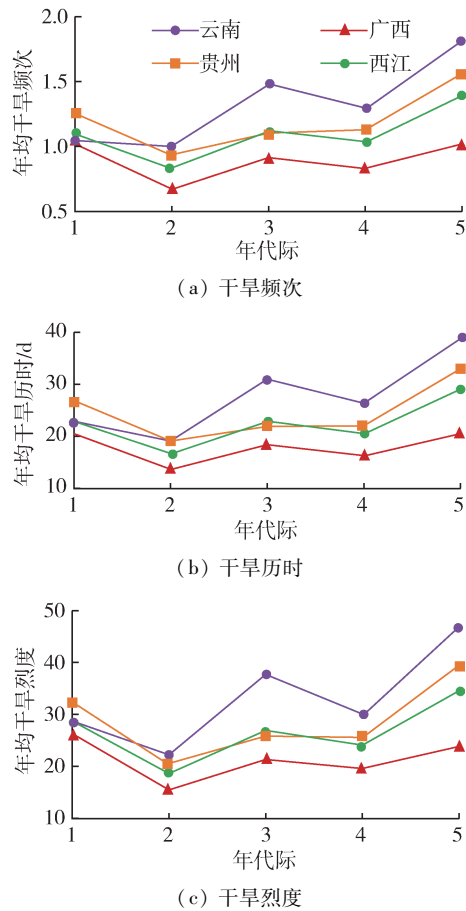 2.0
云南
广西
贵州
西江
1.5
1.0
0.5
年均干旱频次
1 2 3 4 5
年代际
(a) 干旱频次
40
30
20
10
年均干旱历时/d
1 2 3 4 5
年代际
(b) 干旱历时
50
40
30
20
10
年均干旱烈度
1 2 3 4 5
年代际
(c) 干旱烈度